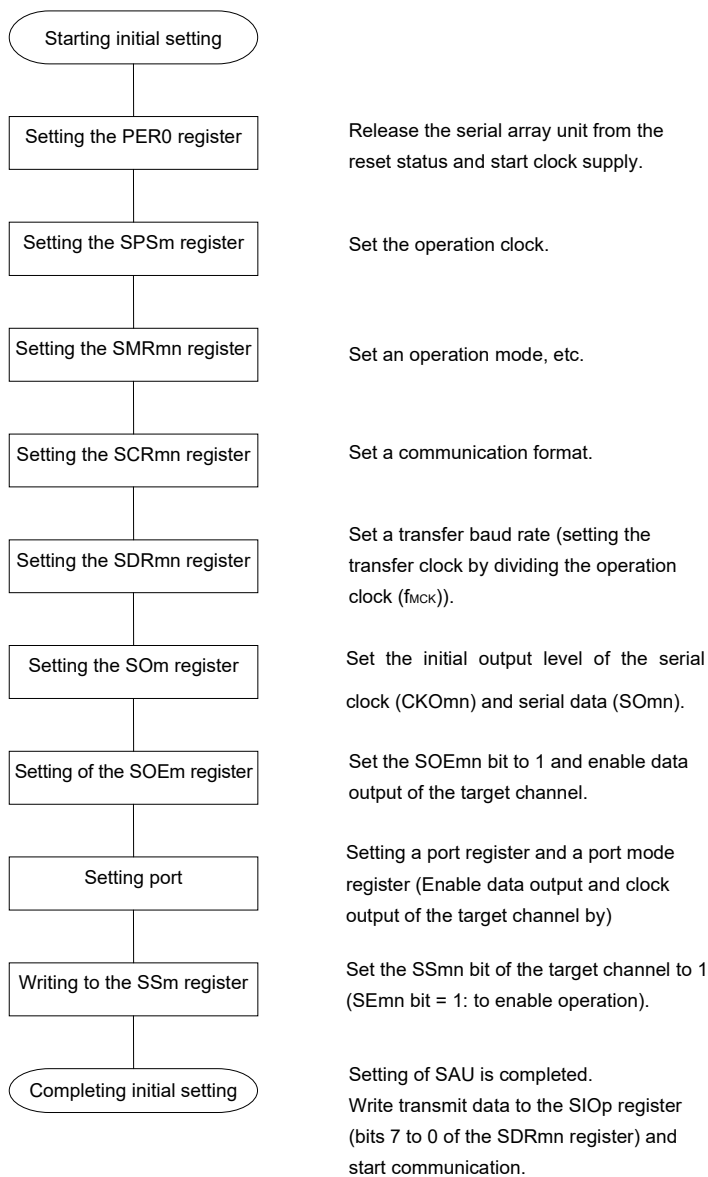 Starting initial setting
Setting the PER0 register
Release the serial array unit from the
reset status and start clock supply.
Setting the SPSm register
Set the operation clock.
Setting the SMRmn register
Set an operation mode, etc.
Setting the SCRmn register
Set a communication format.
Setting the SDRmn register
Set a transfer baud rate (setting the
transfer clock by dividing the operation
clock (fMCK)).
Setting the SOm register
Set the initial output level of the serial
clock (CKOmn) and serial data (SOmn).
Setting of the SOEm register
Set the SOEmn bit to 1 and enable data
output of the target channel.
Setting port
Setting a port register and a port mode
register (Enable data output and clock
output of the target channel by)
Writing to the SSm register
Set the SSmn bit of the target channel to 1
(SEmn bit = 1: to enable operation).
Completing initial setting
Setting of SAU is completed.
Write transmit data to the SIOp register
(bits 7 to 0 of the SDRmn register) and
start communication.